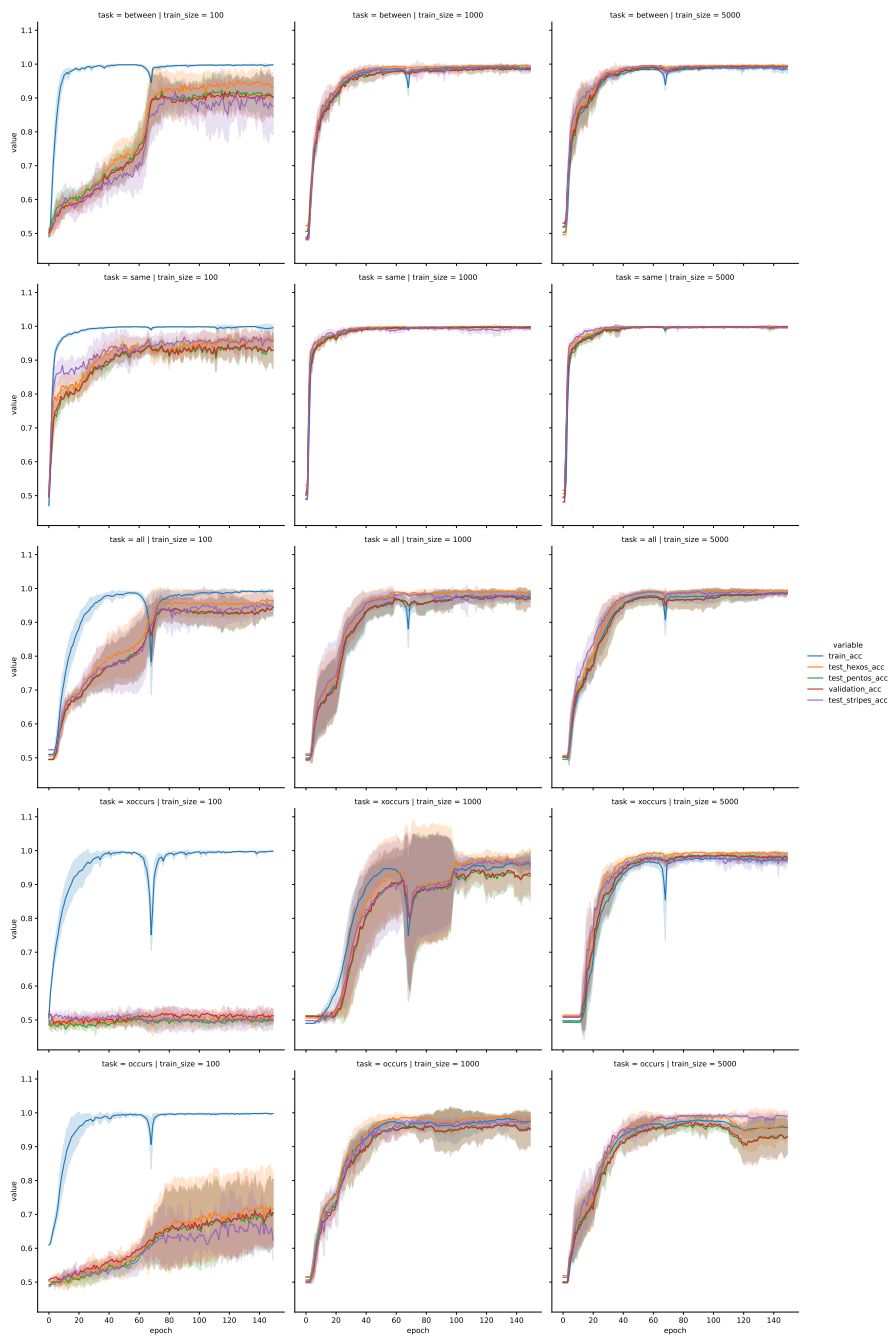 task = between | train_size = 100
task = between | train_size = 1000
task = between | train_size = 5000
1.1
1.0
0.9
0.8
0.7
0.6
0.5
value
task = same | train_size = 100
task = same | train_size = 1000
task = same | train_size = 5000
1.1
1.0
0.9
0.8
0.7
0.6
0.5
value
task = all | train_size = 100
task = all | train_size = 1000
task = all | train_size = 5000
1.1
1.0
0.9
0.8
0.7
0.6
0.5
value
variable
train_acc
test_hexos_acc
test_pentos_acc
validation_acc
test_stripes_acc
task = xoccurs | train_size = 100
task = xoccurs | train_size = 1000
task = xoccurs | train_size = 5000
1.1
1.0
0.9
0.8
0.7
0.6
0.5
value
task = occurs | train_size = 100
task = occurs | train_size = 1000
task = occurs | train_size = 5000
1.1
1.0
0.9
0.8
0.7
0.6
0.5
value
0 20 40 60 80 100 120 140
0 20 40 60 80 100 120 140
0 20 40 60 80 100 120 140
epoch
epoch
epoch